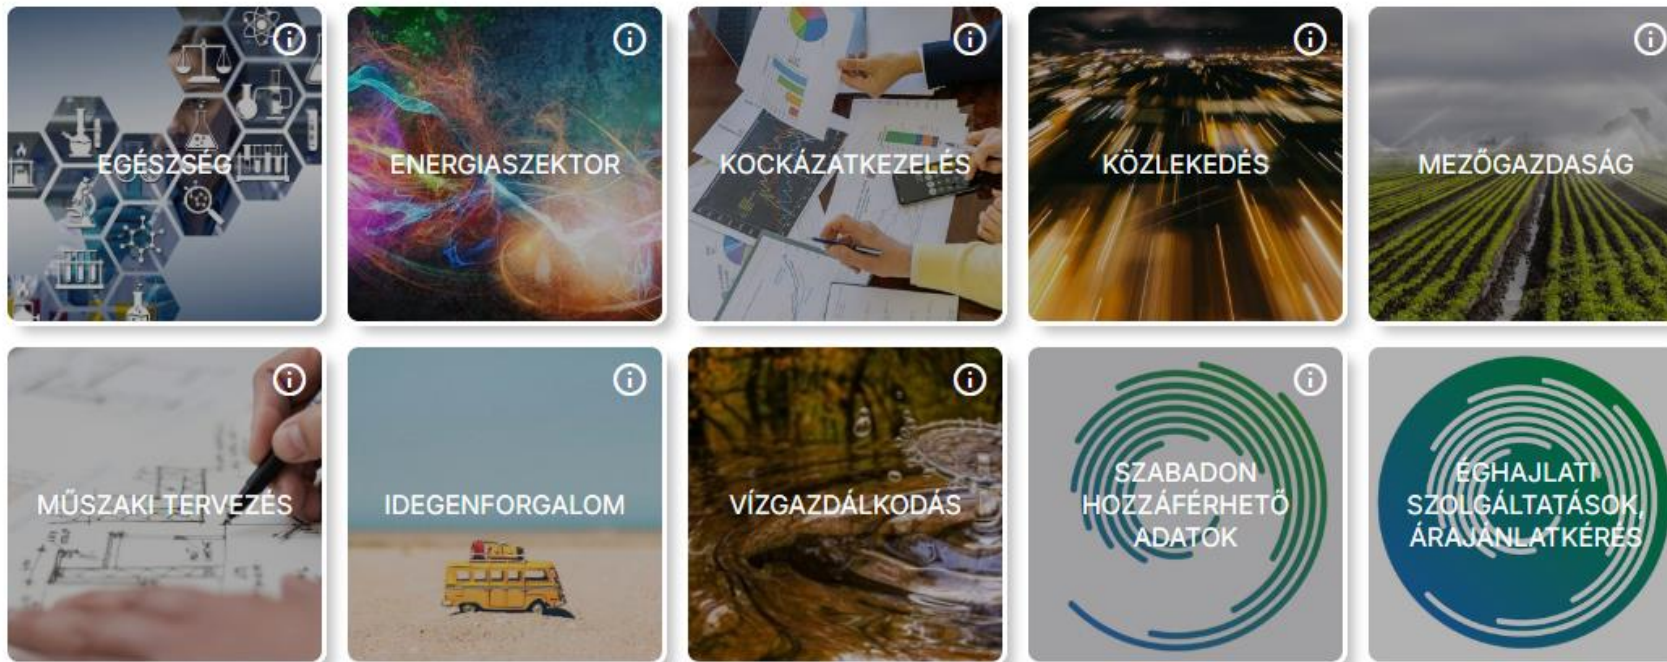 EGÉSZSÉG
ENERGIASZEKTOR
KOCKÁZATKEZELÉS
KÖZLEKEDÉS
MEZŐGAZDASÁG
MŰSZAKI TERVEZÉS
IDEGENFORGALOM
VÍZGAZDÁLKODÁS
SZABADON
HOZZÁFÉRHETŐ
ADATOK
ÉGHAJLATI
SZOLGÁLTATÁSOK,
ÁRAJÁNLATKÉRÉS